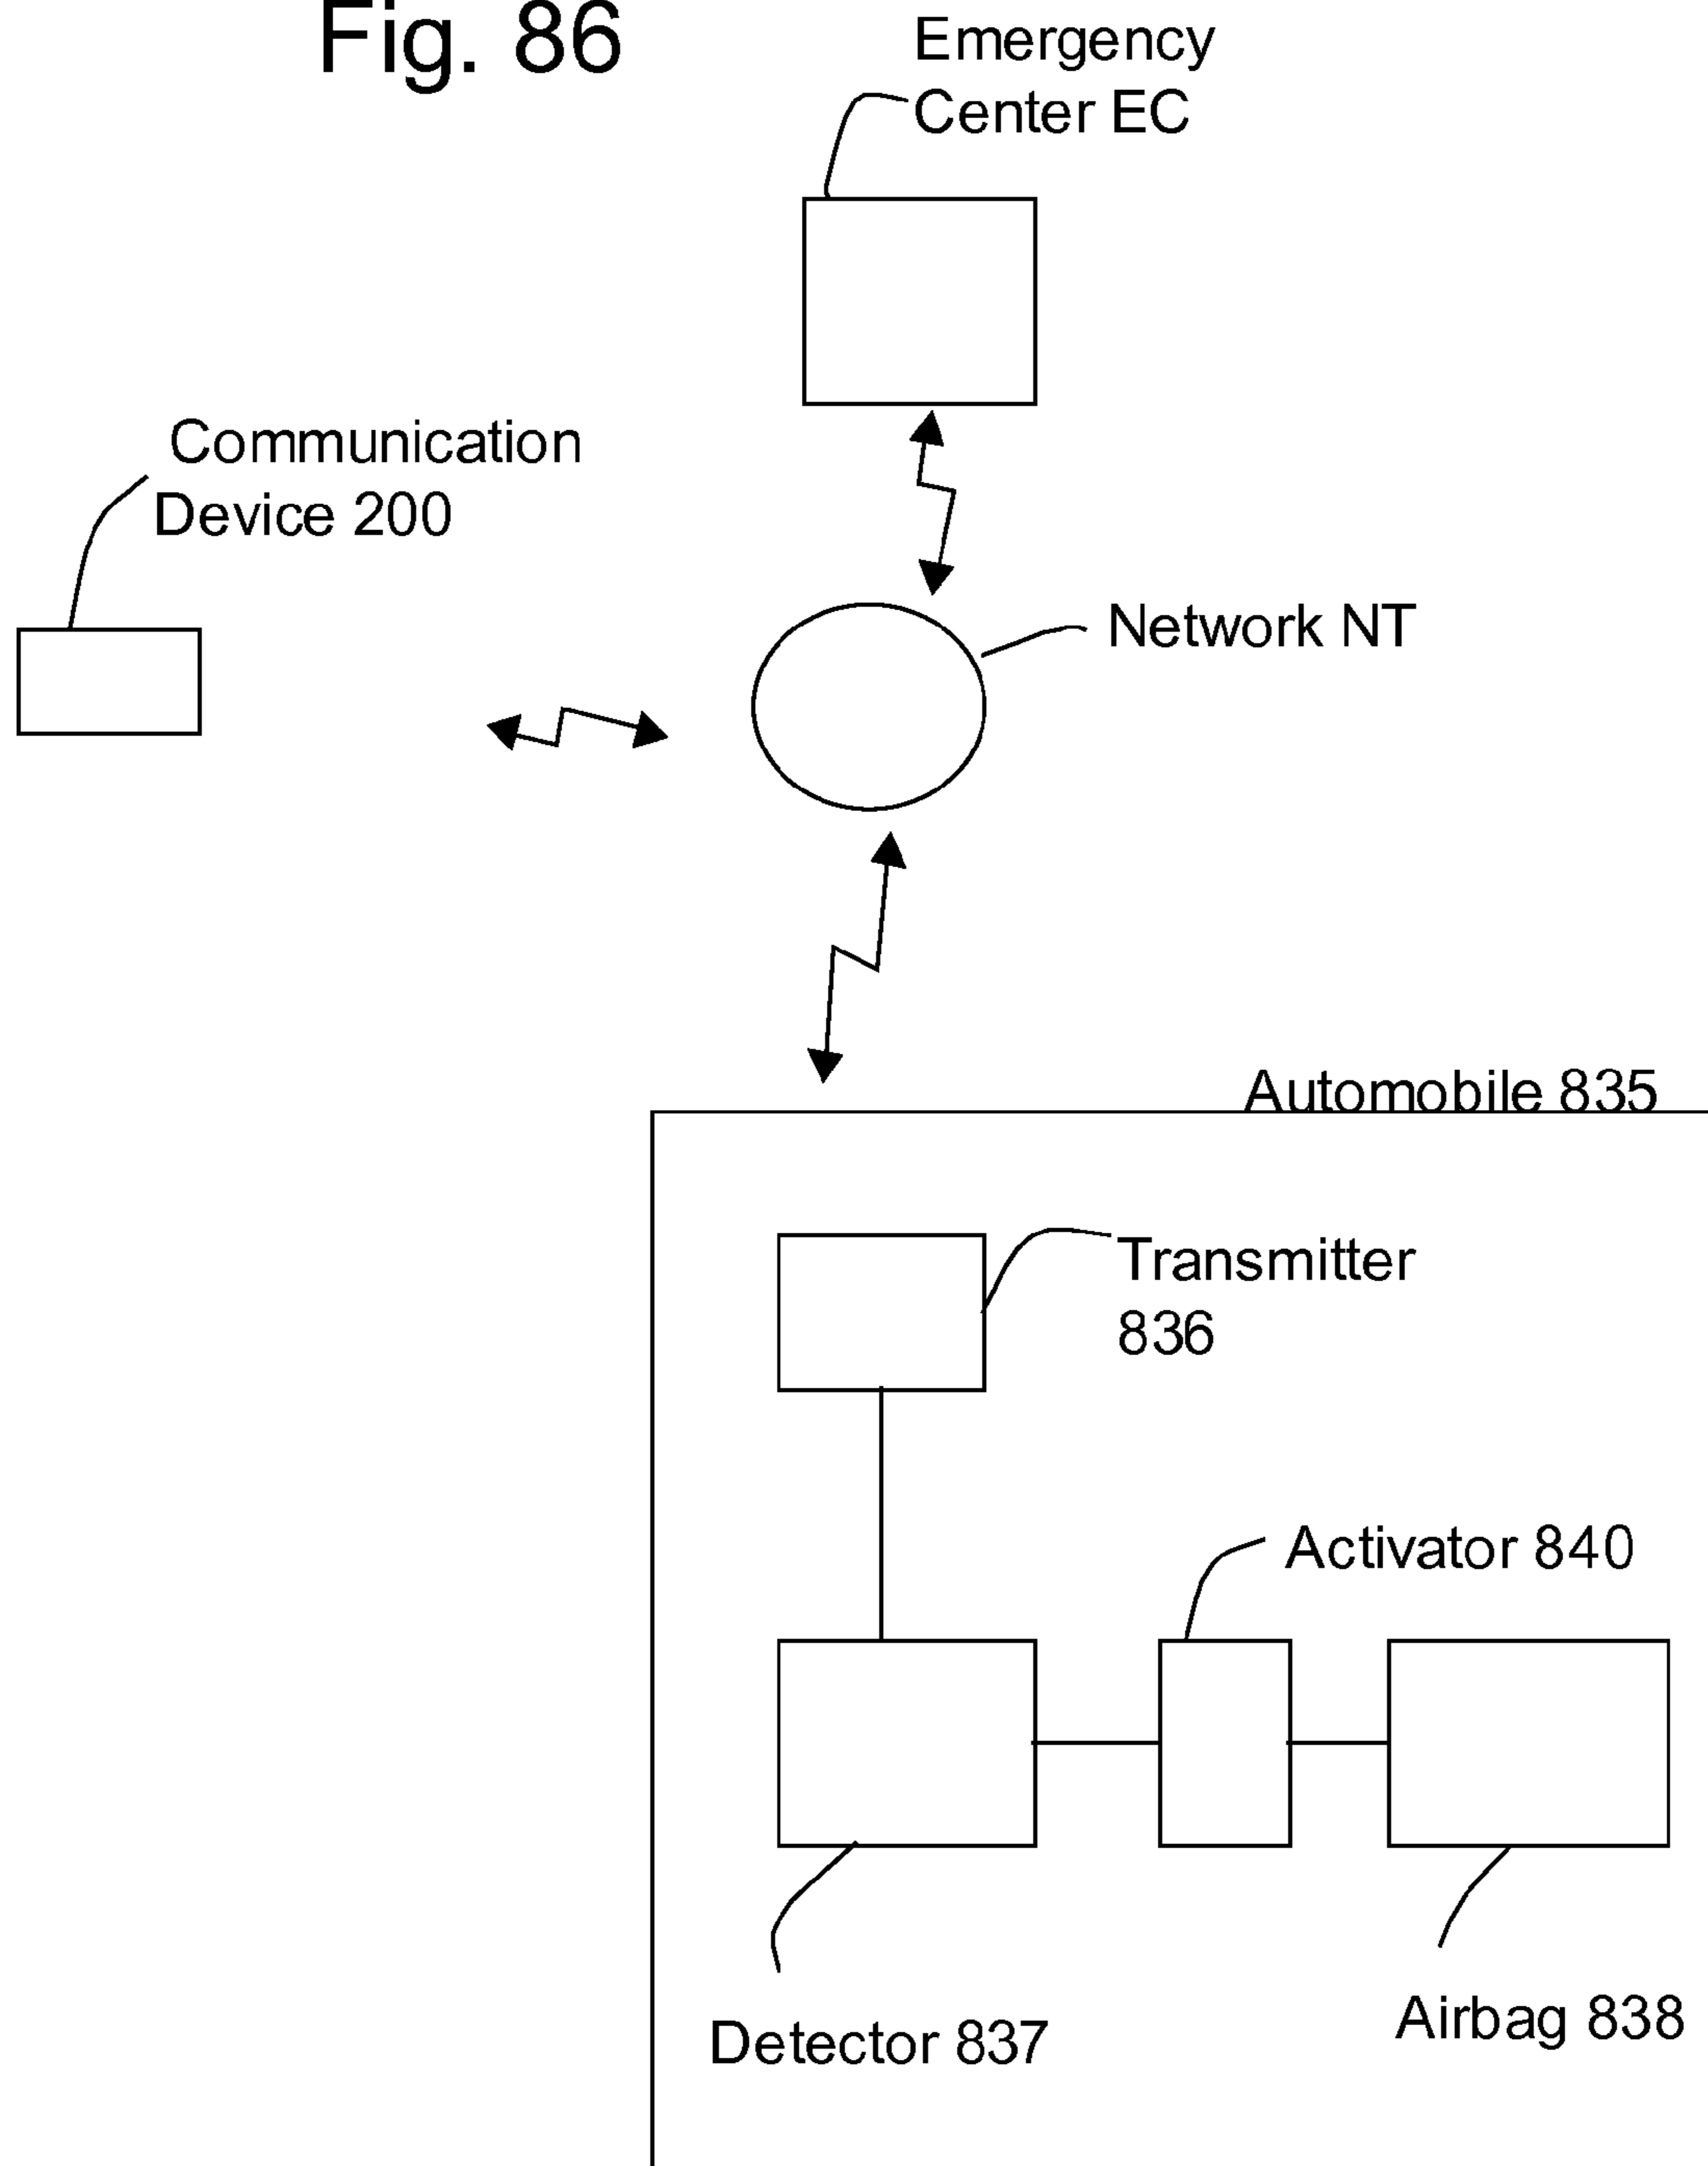 Fig. 86
Emergency
Center EC
Communication
Device 200
Network NT
Automobile 835
Transmitter
836
Activator 840
Detector 837
Airbag 838